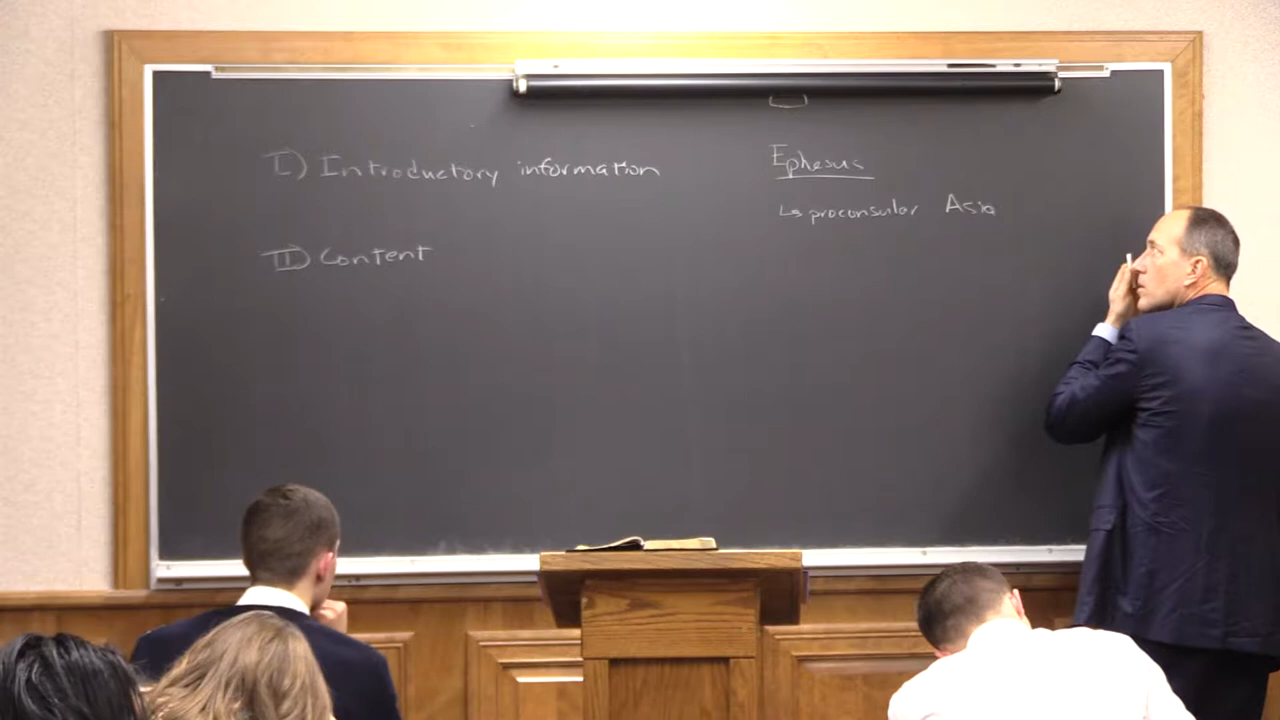 I) Introductory information
II) Content
Ephesus
↳ proconsular Asia